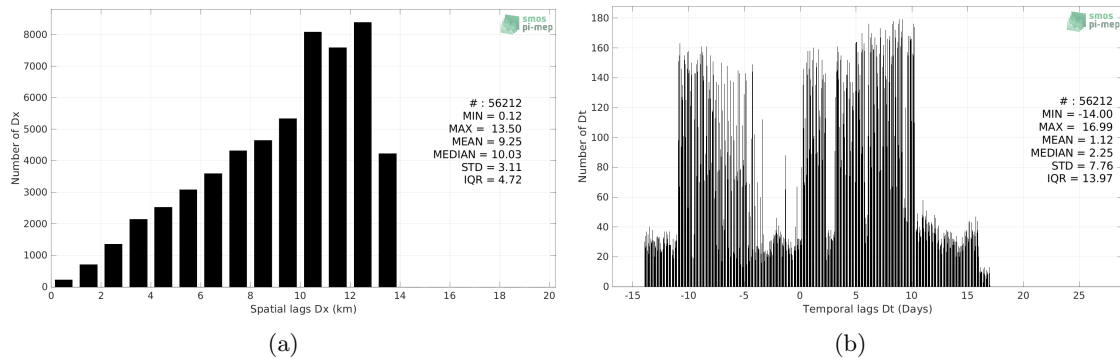 smos
pi-mep
8000
7000
6000
5000
4000
3000
2000
1000
0
Number of Dx
# : 56212
MIN = 0.12
MAX = 13.50
MEAN = 9.25
MEDIAN = 10.03
STD = 3.11
IQR = 4.72
0 2 4 6 8 10 12 14 16 18 20
Spatial lags Dx (km)
(a)
smos
pi-mep
180
160
140
120
100
80
60
40
20
0
Number of Dt
# : 56212
MIN = -14.00
MAX = 16.99
MEAN = 1.12
MEDIAN = 2.25
STD = 7.76
IQR = 13.97
-15 -10 -5 0 5 10 15 20 25
Temporal lags Dt (Days)
(b)